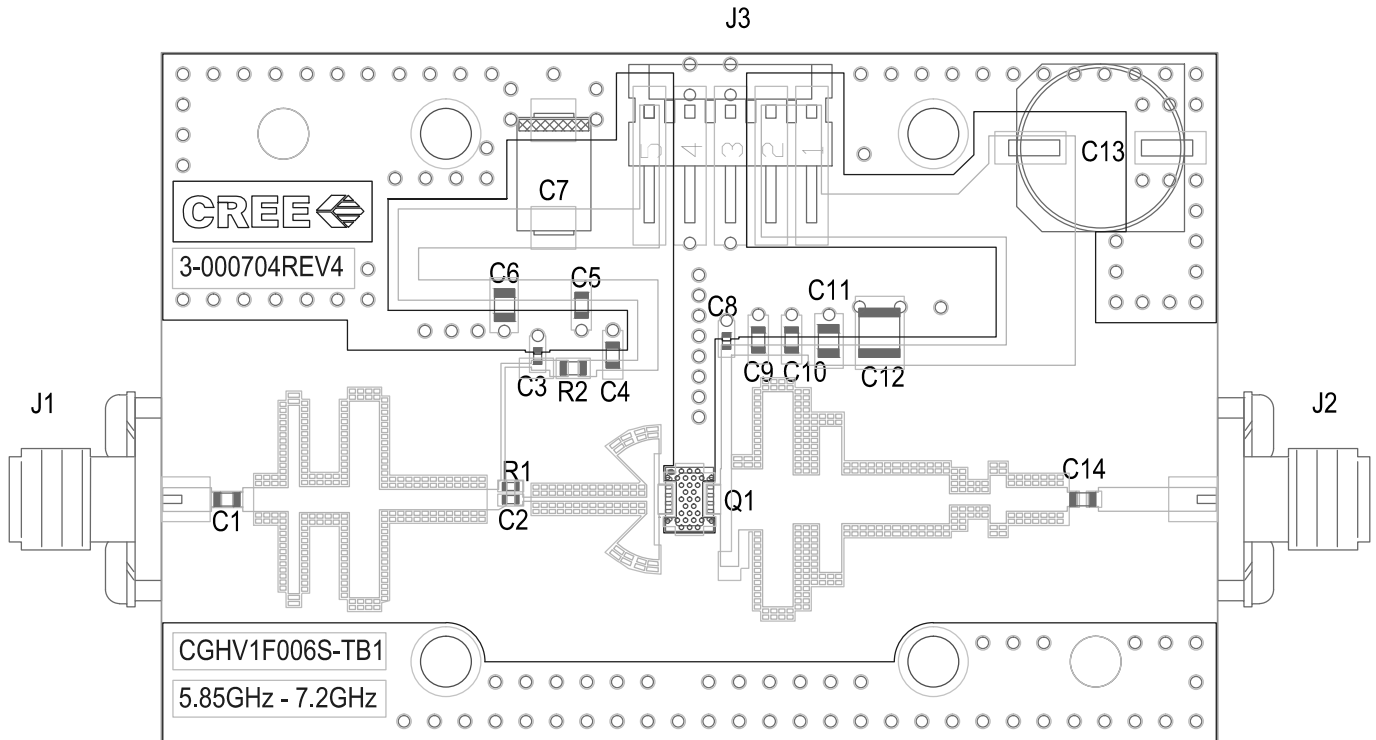 J3
5 4 3 2 1
C13
C7
CREE
3-000704REV4
C6 C5
C8 C11
C3 R2 C4
C9 C10 C12
J1
J2
R1
C14
Q1
C1
C2
CGHV1F006S-TB1
5.85GHz - 7.2GHz